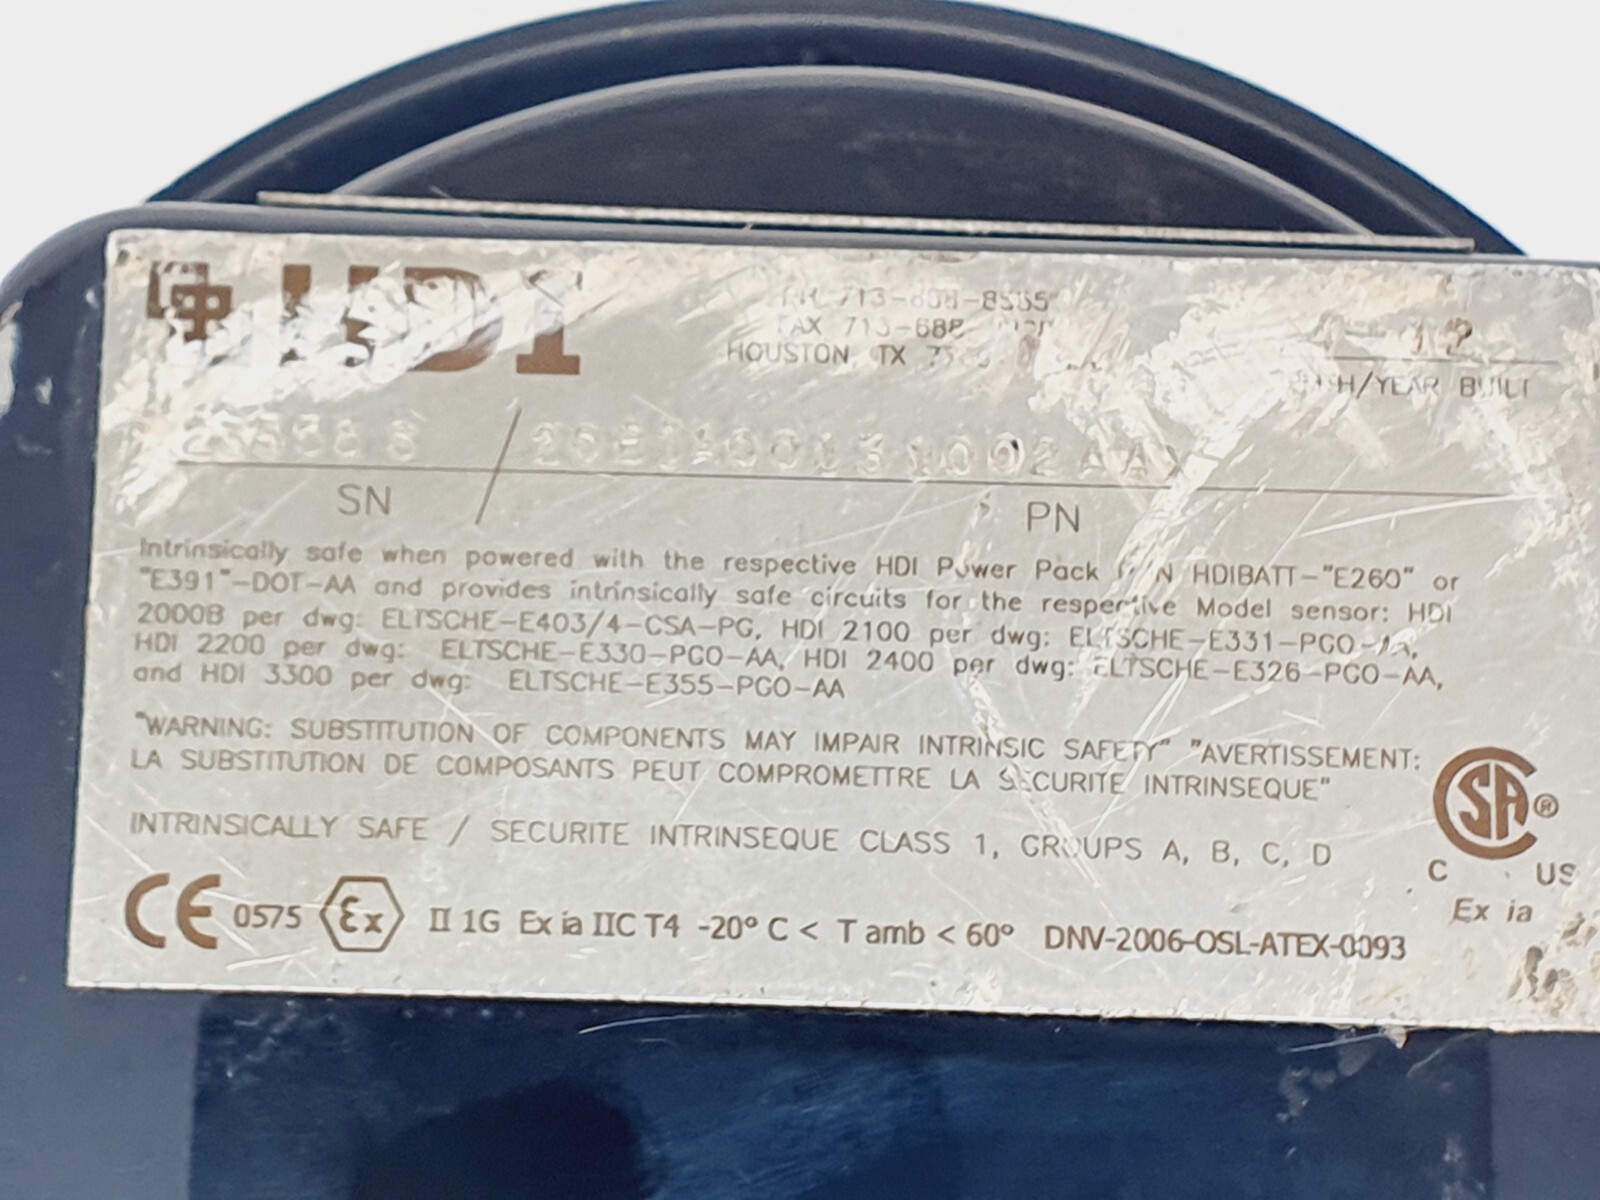 HDI
FAX
HOUSTON, TX
BUILT
SN
PN
Intrinsically safe when powered with the respective HDI Power Pack HDIBATT-"E260" or
"E391"-DOT-AA and provides intrinsically safe circuits for the respective Model sensor: HDI
2000B per dwg: ELTSCHE-E403/4-CSA-PG, HDI 2100 per dwg:
HDI 2200 per dwg: ELTSCHE-E330-PGO-AA, HDI 2400 per dwg: ELTSCHE-E326-PGO-AA,
and HDI 3300 per dwg: ELTSCHE-E355-PGO-AA
"WARNING: SUBSTITUTION OF COMPONENTS MAY IMPAIR INTRINSIC SAFETY" "AVERTISSEMENT:
LA SUBSTITUTION DE COMPOSANTS PEUT COMPROMETTRE LA SECURITE INTRINSEQUE"
INTRINSICALLY SAFE / SECURITE INTRINSEQUE CLASS 1, GROUPS A, B, C, D
CSA®
C US
Ex ia
CE 0575 Ex II 1G Ex ia IIC T4 -20° C < T amb < 60° DNV-2006-OSL-ATEX-0093